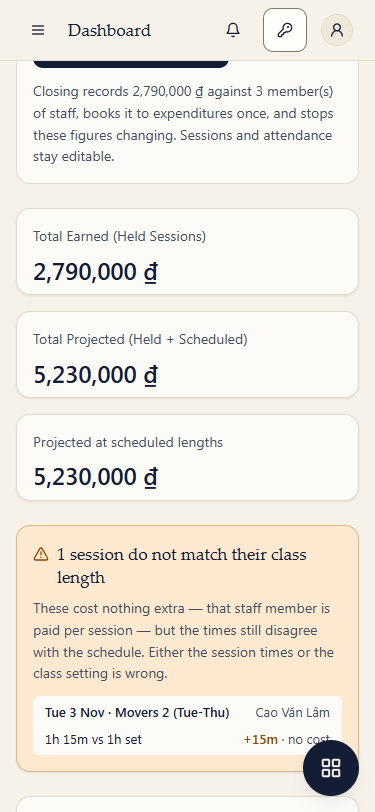 Dashboard
Closing records 2,790,000 ₫ against 3 member(s)
of staff, books it to expenditures once, and stops
these figures changing. Sessions and attendance
stay editable.
Total Earned (Held Sessions)
2,790,000 ₫
Total Projected (Held + Scheduled)
5,230,000 ₫
Projected at scheduled lengths
5,230,000 ₫
1 session do not match their class
length
These cost nothing extra — that staff member is
paid per session — but the times still disagree
with the schedule. Either the session times or the
class setting is wrong.
Tue 3 Nov · Movers 2 (Tue-Thu) Cao Văn Lâm
1h 15m vs 1h set +15m · no cost